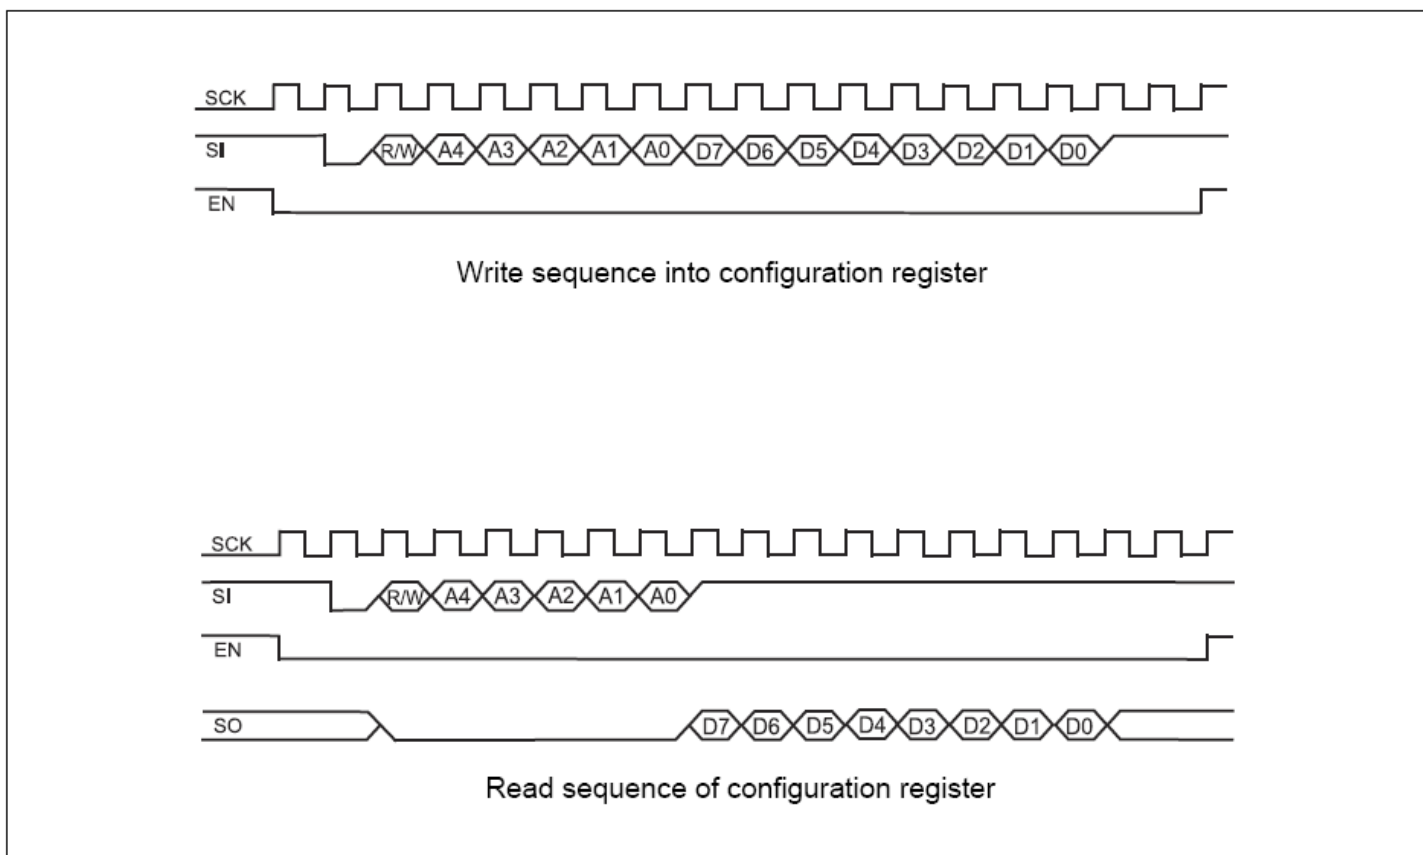 SCK
SI R/W A4 A3 A2 A1 A0 D7 D6 D5 D4 D3 D2 D1 D0
EN
Write sequence into configuration register
SCK
SI R/W A4 A3 A2 A1 A0
EN
SO D7 D6 D5 D4 D3 D2 D1 D0
Read sequence of configuration register